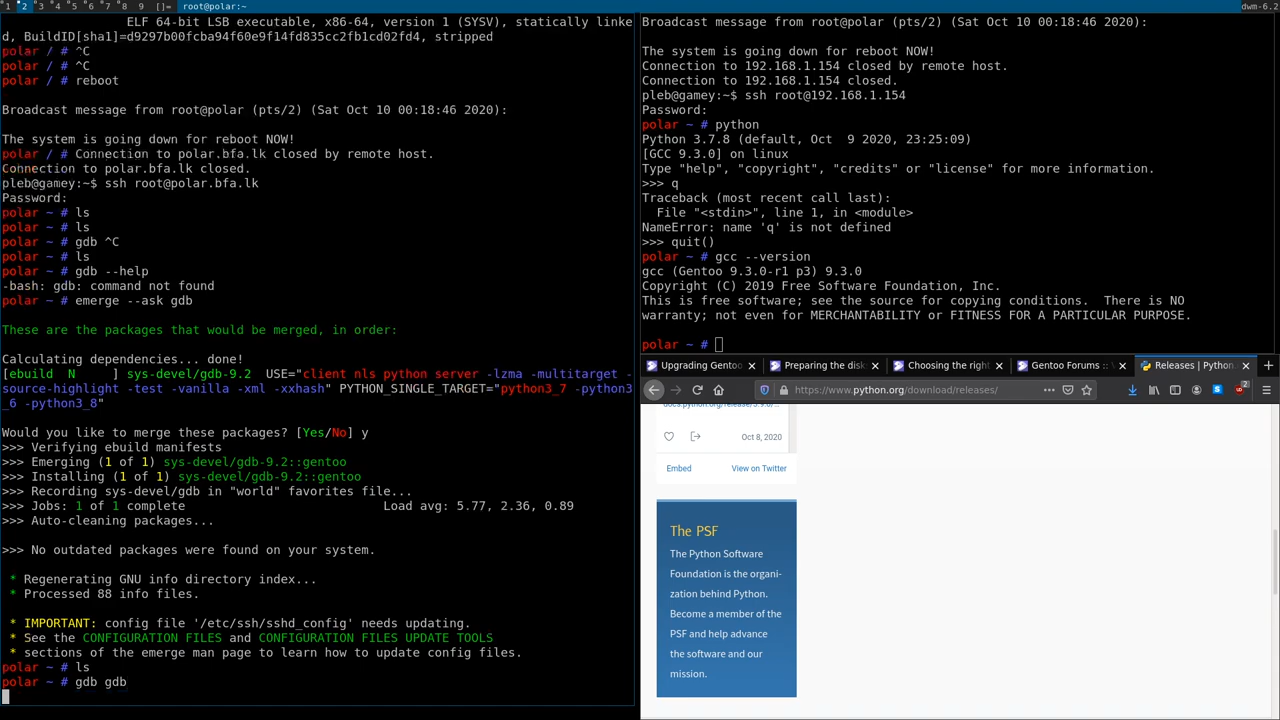 1 2 3 4 5 6 7 8 9 []= root@polar:~ dwm-6.2
ELF 64-bit LSB executable, x86-64, version 1 (SYSV), statically linke
d, BuildID[sha1]=d9297b00fcba94f60e9f14fd835cc2fb1cd02fd4, stripped
polar / # ^C
polar / # ^C
polar / # reboot
Broadcast message from root@polar (pts/2) (Sat Oct 10 00:18:46 2020):
The system is going down for reboot NOW!
polar / # Connection to polar.bfa.lk closed by remote host.
Connection to polar.bfa.lk closed.
pleb@gamey:~$ ssh root@polar.bfa.lk
Password:
polar ~ # ls
polar ~ # ls
polar ~ # gdb ^C
polar ~ # ls
polar ~ # gdb --help
-bash: gdb: command not found
polar ~ # emerge --ask gdb
These are the packages that would be merged, in order:
Calculating dependencies... done!
[ebuild  N     ] sys-devel/gdb-9.2  USE="client nls python server -lzma -multitarget -
source-highlight -test -vanilla -xml -xxhash" PYTHON_SINGLE_TARGET="python3_7 -python3
_6 -python3_8"
Would you like to merge these packages? [Yes/No] y
>>> Verifying ebuild manifests
>>> Emerging (1 of 1) sys-devel/gdb-9.2::gentoo
>>> Installing (1 of 1) sys-devel/gdb-9.2::gentoo
>>> Recording sys-devel/gdb in "world" favorites file...
>>> Jobs: 1 of 1 complete                         Load avg: 5.77, 2.36, 0.89
>>> Auto-cleaning packages...
>>> No outdated packages were found on your system.
* Regenerating GNU info directory index...
* Processed 88 info files.
* IMPORTANT: config file '/etc/ssh/sshd_config' needs updating.
* See the CONFIGURATION FILES and CONFIGURATION FILES UPDATE TOOLS
* sections of the emerge man page to learn how to update config files.
polar ~ # ls
polar ~ # gdb gdb
Broadcast message from root@polar (pts/2) (Sat Oct 10 00:18:46 2020):
The system is going down for reboot NOW!
Connection to 192.168.1.154 closed by remote host.
Connection to 192.168.1.154 closed.
pleb@gamey:~$ ssh root@192.168.1.154
Password:
polar ~ # python
Python 3.7.8 (default, Oct  9 2020, 23:25:09)
[GCC 9.3.0] on linux
Type "help", "copyright", "credits" or "license" for more information.
>>> q
Traceback (most recent call last):
  File "<stdin>", line 1, in <module>
NameError: name 'q' is not defined
>>> quit()
polar ~ # gcc --version
gcc (Gentoo 9.3.0-r1 p3) 9.3.0
Copyright (C) 2019 Free Software Foundation, Inc.
This is free software; see the source for copying conditions.  There is NO
warranty; not even for MERCHANTABILITY or FITNESS FOR A PARTICULAR PURPOSE.
polar ~ #
Upgrading Gentoo Preparing the disk Choosing the right Gentoo Forums :: Releases | Python
https://www.python.org/download/releases/ 2
Oct 8, 2020
Embed View on Twitter
The PSF
The Python Software
Foundation is the organi-
zation behind Python.
Become a member of the
PSF and help advance
the software and our
mission.